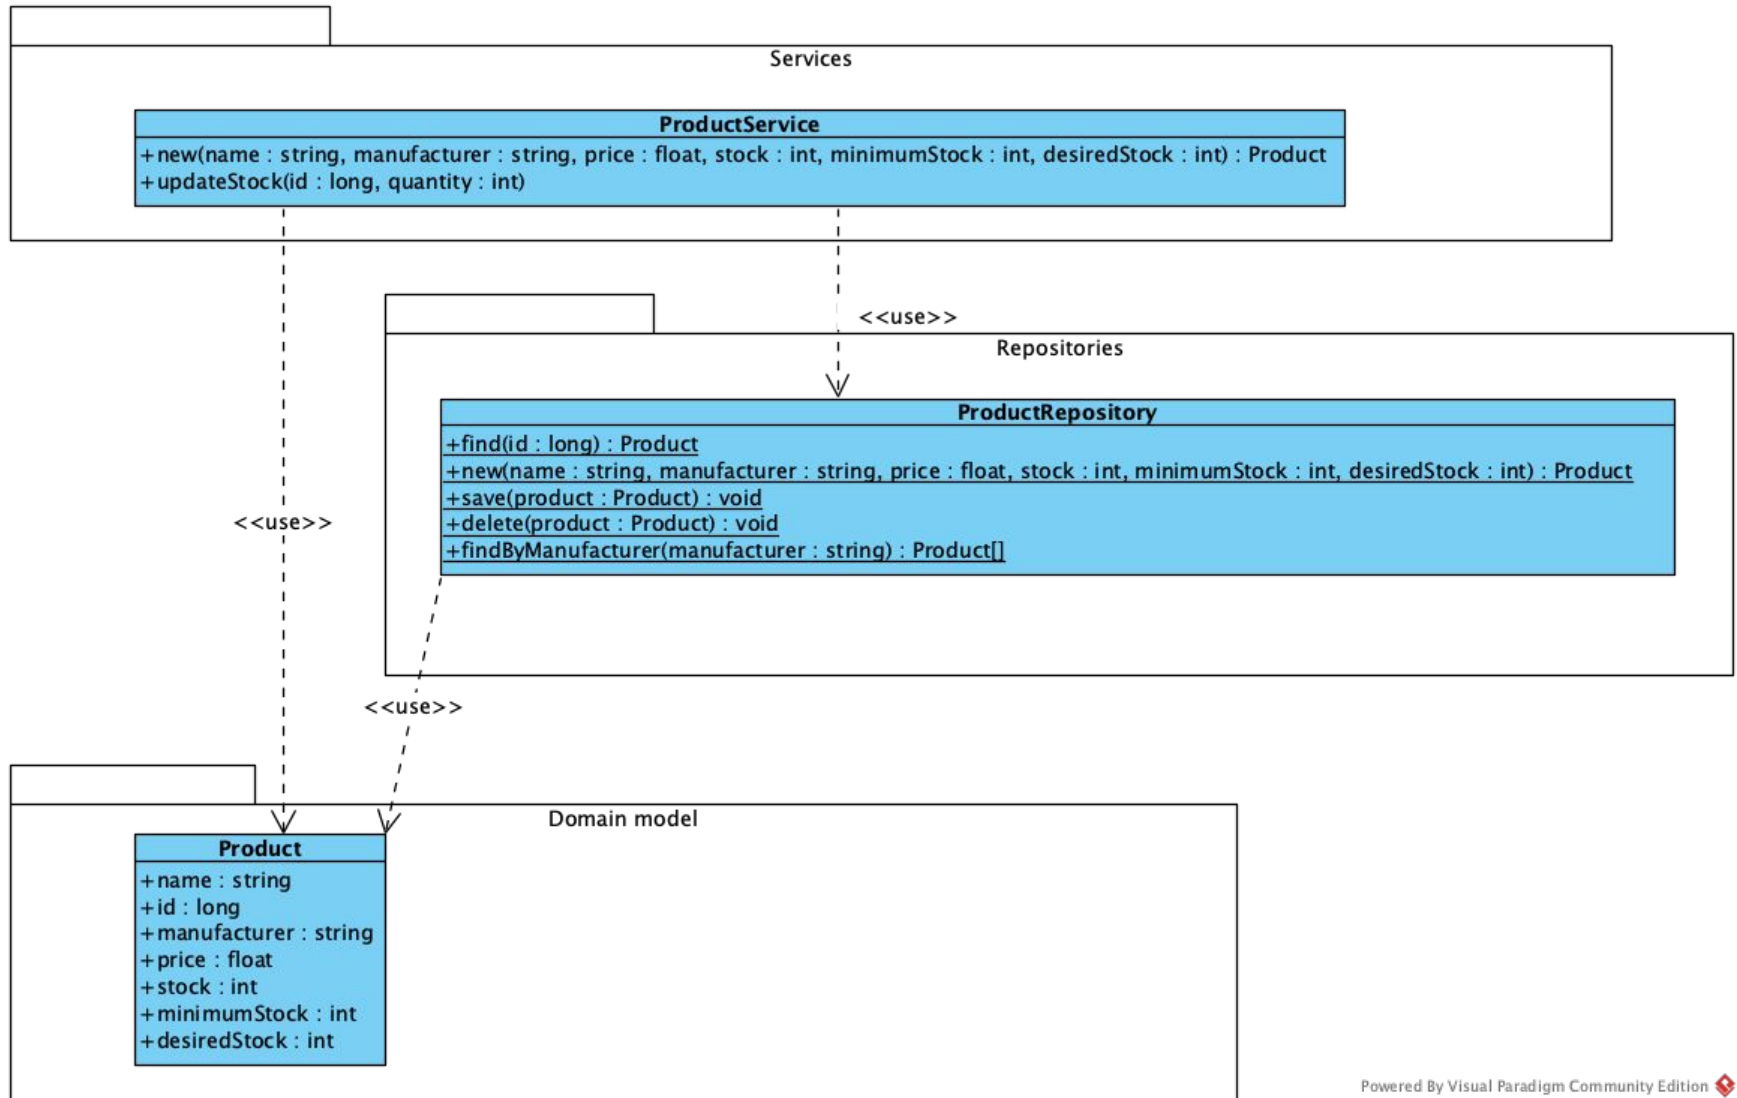 Services
ProductService
+new(name : string, manufacturer : string, price : float, stock : int, minimumStock : int, desiredStock : int) : Product
+updateStock(id : long, quantity : int)
<<use>>
Repositories
ProductRepository
+find(id : long) : Product
+new(name : string, manufacturer : string, price : float, stock : int, minimumStock : int, desiredStock : int) : Product
+save(product : Product) : void
+delete(product : Product) : void
+findByManufacturer(manufacturer : string) : Product[]
<<use>>
<<use>>
Domain model
Product
+name : string
+id : long
+manufacturer : string
+price : float
+stock : int
+minimumStock : int
+desiredStock : int
Powered By Visual Paradigm Community Edition